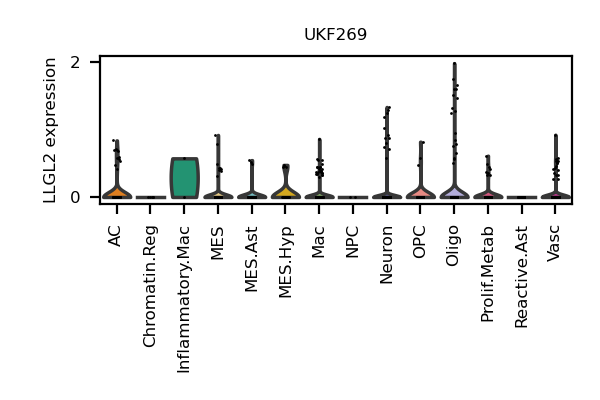 UKF269
LLGL2 expression
2
0
AC
Chromatin.Reg
Inflammatory.Mac
MES
MES.Ast
MES.Hyp
Mac
NPC
Neuron
OPC
Oligo
Prolif.Metab
Reactive.Ast
Vasc